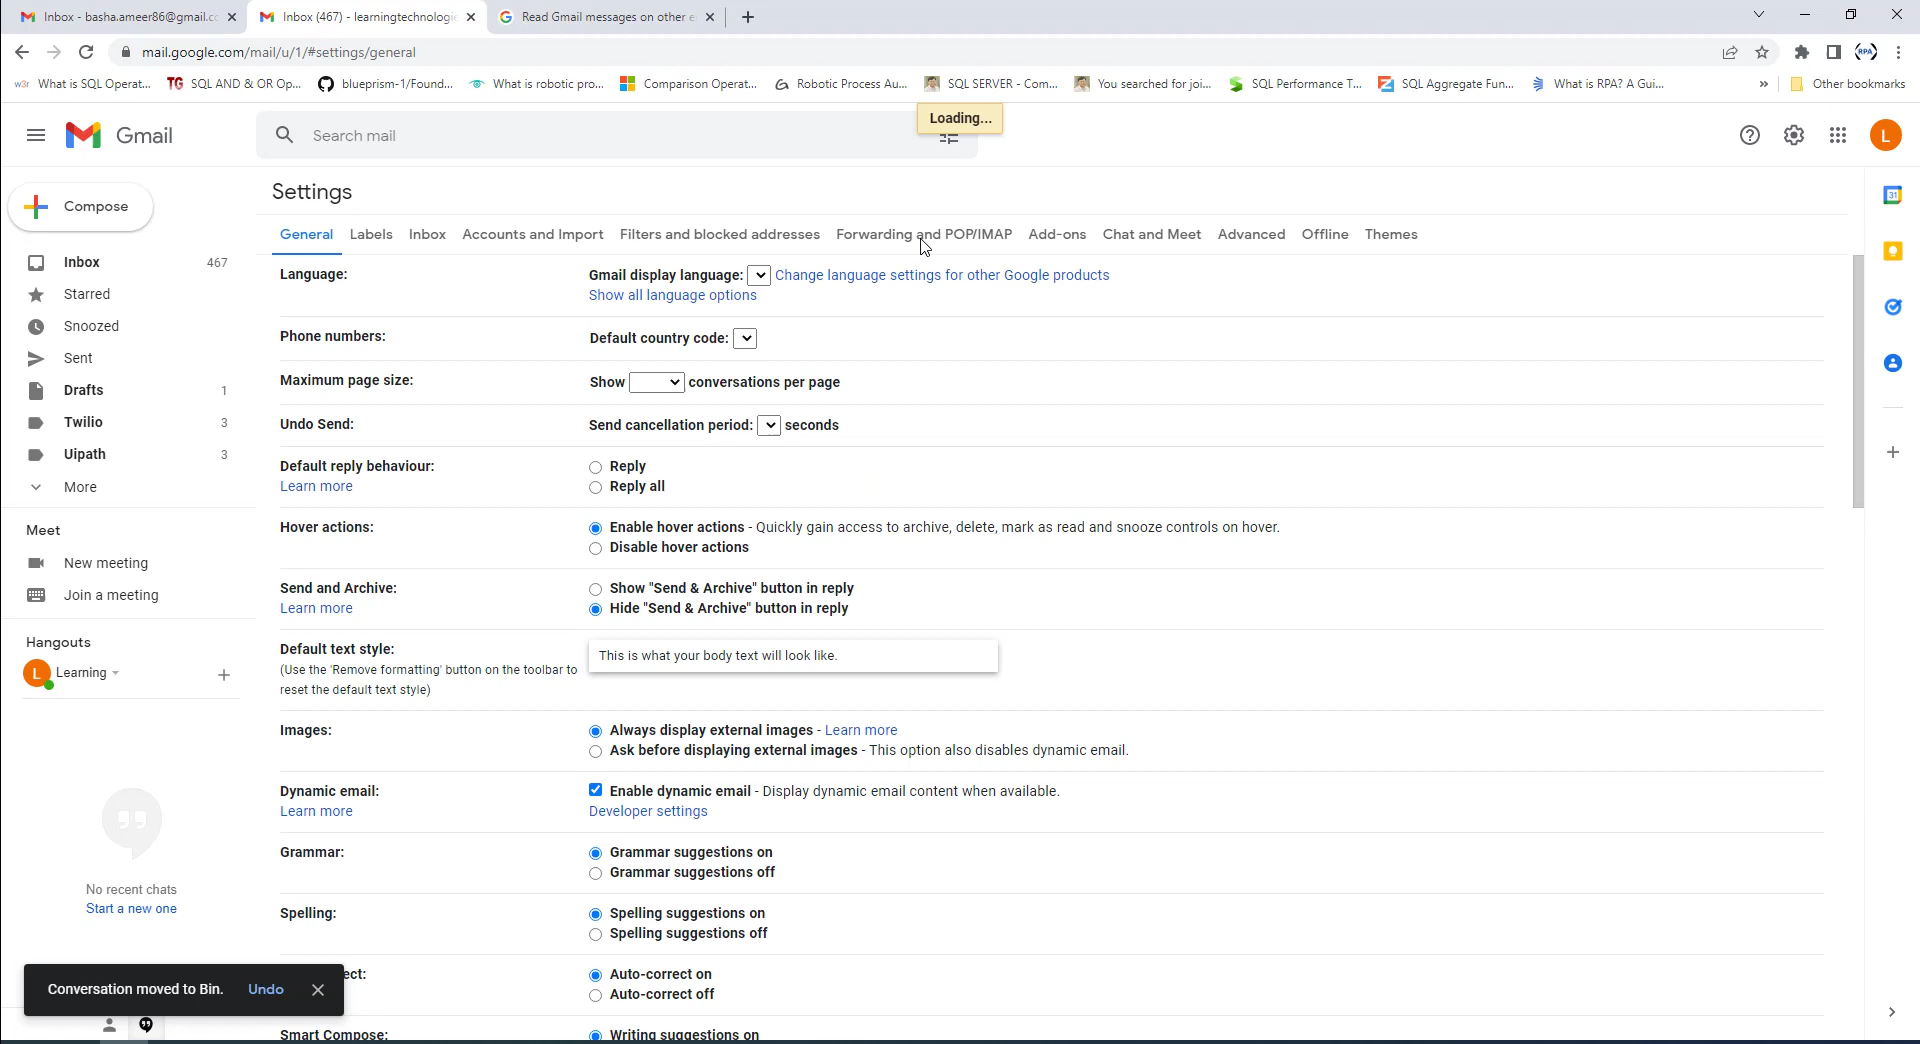 Inbox - basha.ameer86@gmail.cc
Inbox (467) - learningtechnologie
Read Gmail messages on other e
mail.google.com/mail/u/1/#settings/general
What is SQL Operat...
SQL AND & OR Op...
blueprism-1/Found...
What is robotic pro...
Comparison Operat...
Robotic Process Au...
SQL SERVER - Com...
You searched for joi...
SQL Performance T...
SQL Aggregate Fun...
What is RPA? A Gui...
» Other bookmarks
Loading...
Gmail
Search mail
L
Compose
Settings
General Labels Inbox Accounts and Import Filters and blocked addresses Forwarding and POP/IMAP Add-ons Chat and Meet Advanced Offline Themes
Inbox 467
Starred
Snoozed
Sent
Drafts 1
Twilio 3
Uipath 3
More
Meet
New meeting
Join a meeting
Hangouts
L Learning
No recent chats
Start a new one
Language:
Gmail display language: Change language settings for other Google products
Show all language options
Phone numbers:
Default country code:
Maximum page size:
Show conversations per page
Undo Send:
Send cancellation period: seconds
Default reply behaviour:
Learn more
Reply
Reply all
Hover actions:
Enable hover actions - Quickly gain access to archive, delete, mark as read and snooze controls on hover.
Disable hover actions
Send and Archive:
Learn more
Show "Send & Archive" button in reply
Hide "Send & Archive" button in reply
Default text style:
(Use the 'Remove formatting' button on the toolbar to
reset the default text style)
This is what your body text will look like.
Images:
Always display external images - Learn more
Ask before displaying external images - This option also disables dynamic email.
Dynamic email:
Learn more
Enable dynamic email - Display dynamic email content when available.
Developer settings
Grammar:
Grammar suggestions on
Grammar suggestions off
Spelling:
Spelling suggestions on
Spelling suggestions off
ect:
Auto-correct on
Auto-correct off
Smart Compose:
Writing suggestions on
Conversation moved to Bin. Undo
31